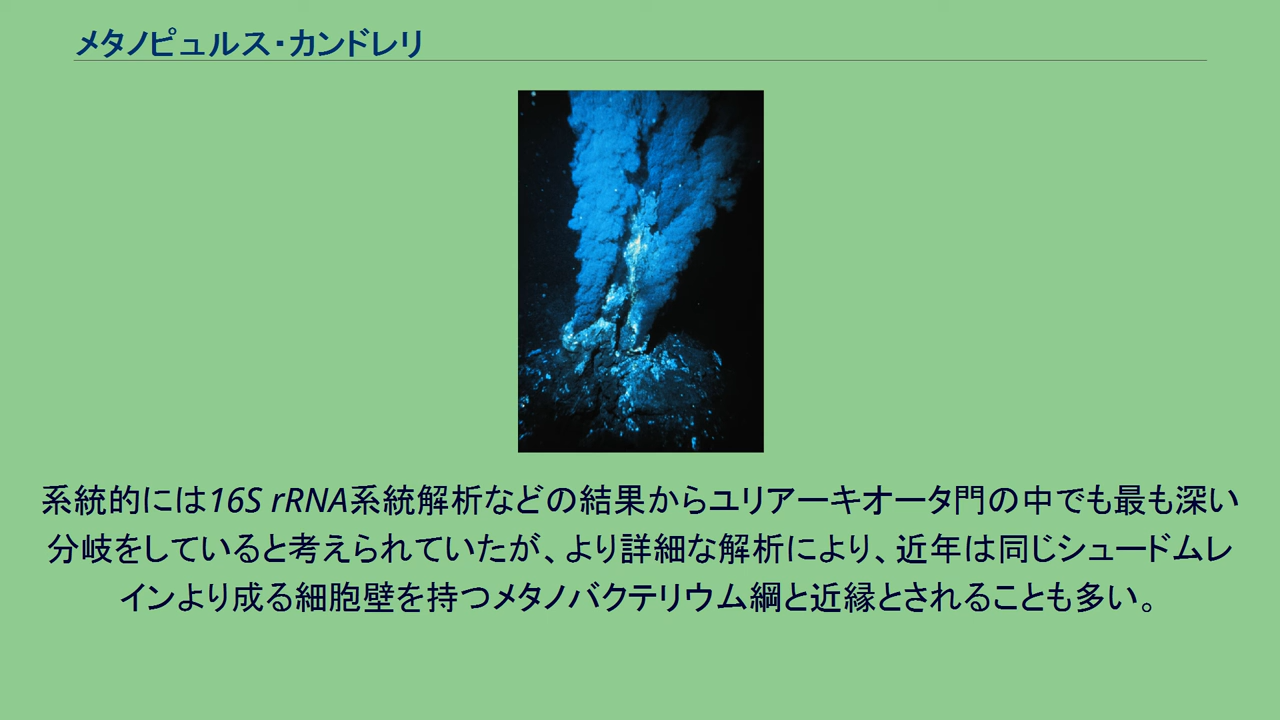 メタノピュルス・カンドレリ
系統的には16S rRNA系統解析などの結果からユリアーキオータ門の中でも最も深い
分岐をしていると考えられていたが、より詳細な解析により、近年は同じシュードムレ
インより成る細胞壁を持つメタノバクテリウム綱と近縁とされることも多い。